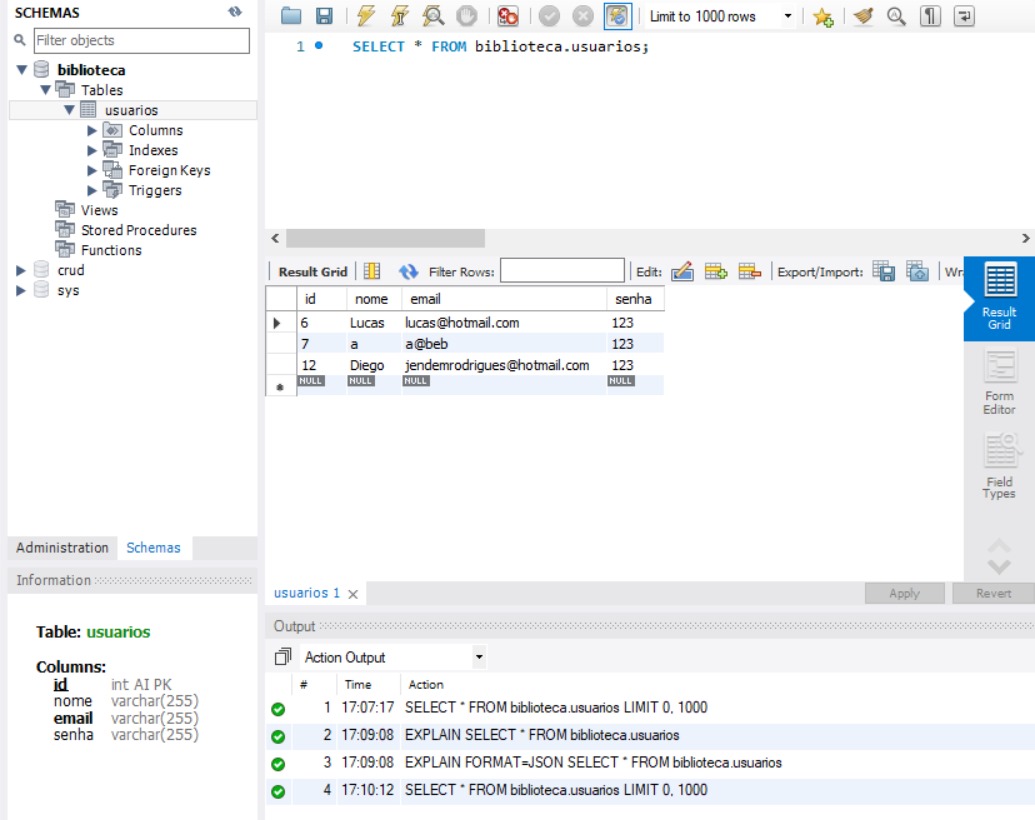 SCHEMAS
Filter objects
biblioteca
Tables
usuarios
Columns
Indexes
Foreign Keys
Triggers
Views
Stored Procedures
Functions
crud
sys
Administration Schemas
Information
Table: usuarios
Columns:
id int AI PK
nome varchar(255)
email varchar(255)
senha varchar(255)
Limit to 1000 rows
1 SELECT * FROM biblioteca.usuarios;
Result Grid Filter Rows: Edit: Export/Import: Wr
id nome email senha
6 Lucas lucas@hotmail.com 123
7 a a@beb 123
12 Diego jendemrodrigues@hotmail.com 123
NULL NULL NULL NULL
Result
Grid
Form
Editor
Field
Types
usuarios 1 Apply Revert
Output
Action Output
# Time Action
1 17:07:17 SELECT * FROM biblioteca.usuarios LIMIT 0, 1000
2 17:09:08 EXPLAIN SELECT * FROM biblioteca.usuarios
3 17:09:08 EXPLAIN FORMAT=JSON SELECT * FROM biblioteca.usuarios
4 17:10:12 SELECT * FROM biblioteca.usuarios LIMIT 0, 1000